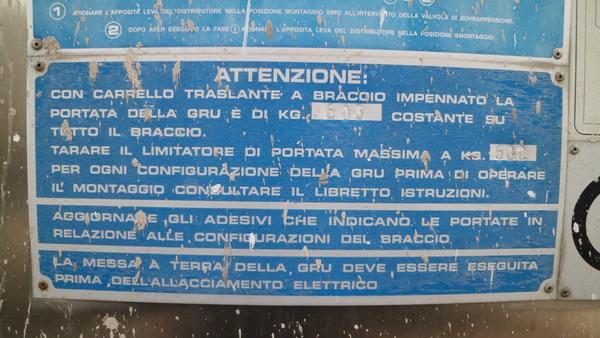 1 AZIONARE L'APPOSITA LEVA DEL DISTRIBUTORE NELLA POSIZIONE MONTAGGIO SINO ALL'INTERVENTO DELLA VALVOLA DI SOVRAPRESSIONE.
2 DOPO AVER ESEGUITO LA FASE 1 AZIONARE L'APPOSITA LEVA DEL DISTRIBUTORE NELLA POSIZIONE SMONTAGGIO.
ATTENZIONE:
CON CARRELLO TRASLANTE A BRACCIO IMPENNATO LA
PORTATA DELLA GRU È DI KG. COSTANTE SU
TUTTO IL BRACCIO.
TARARE IL LIMITATORE DI PORTATA MASSIMA A KG.
PER OGNI CONFIGURAZIONE DELLA GRU PRIMA DI OPERARE
IL MONTAGGIO CONSULTARE IL LIBRETTO ISTRUZIONI.
AGGIORNARE GLI ADESIVI CHE INDICANO LE PORTATE IN
RELAZIONE ALLE CONFIGURAZIONI DEL BRACCIO
LA MESSA A TERRA DELLA GRU DEVE ESSERE ESEGUITA
PRIMA DELL'ALLACCIAMENTO ELETTRICO